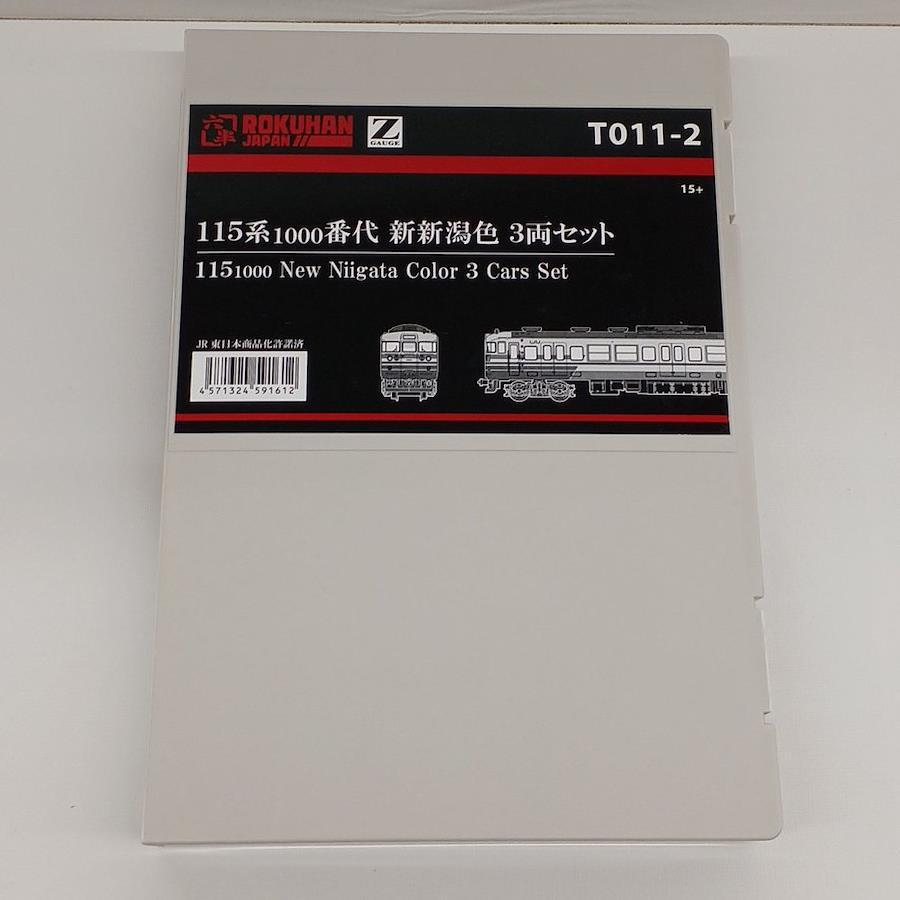 六半 ROKUHAN
JAPAN
Z
GAUGE
T011-2
15+
115系1000番代 新新潟色 3両セット
1151000 New Niigata Color 3 Cars Set
JR東日本商品化許諾済
4 571324 591612